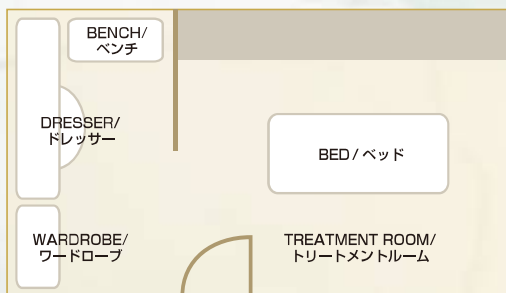 BENCH/
ベンチ
DRESSER/
ドレッサー
BED / ベッド
WARDROBE/
ワードローブ
TREATMENT ROOM/
トリートメントルーム